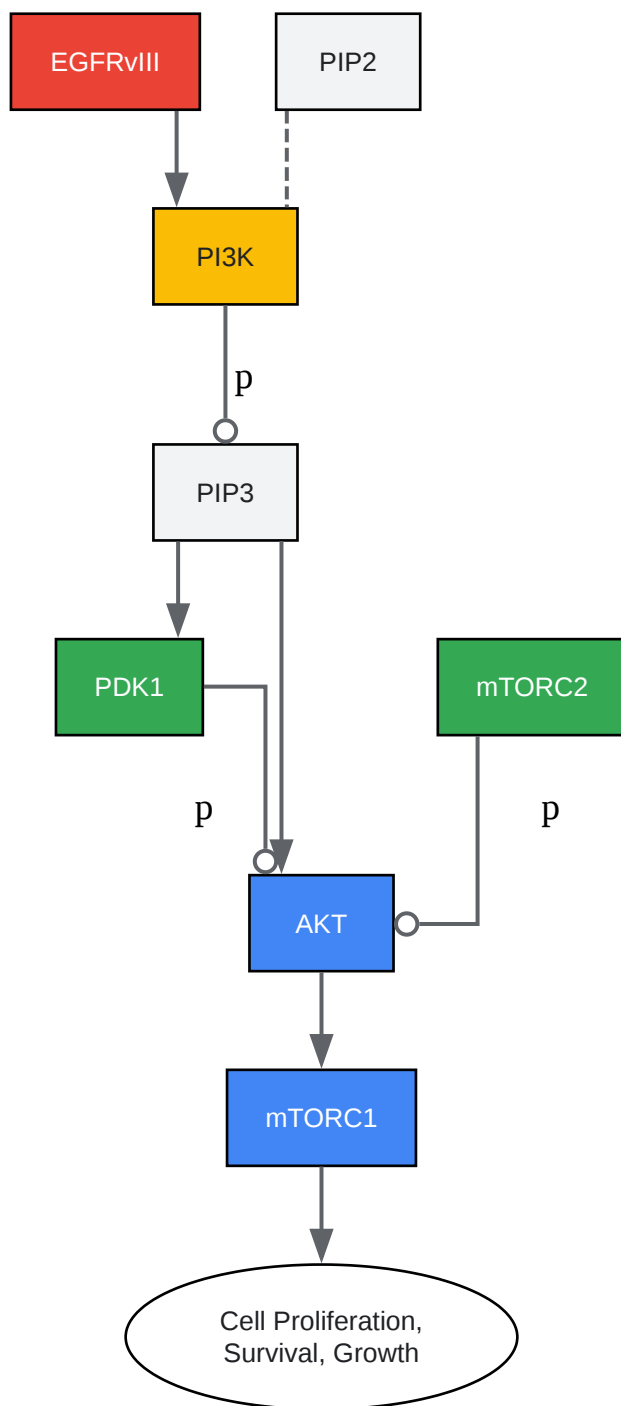 EGFRvIII
PIP2
PI3K
p
PIP3
PDK1
mTORC2
p
p
AKT
mTORC1
Cell Proliferation,
Survival, Growth